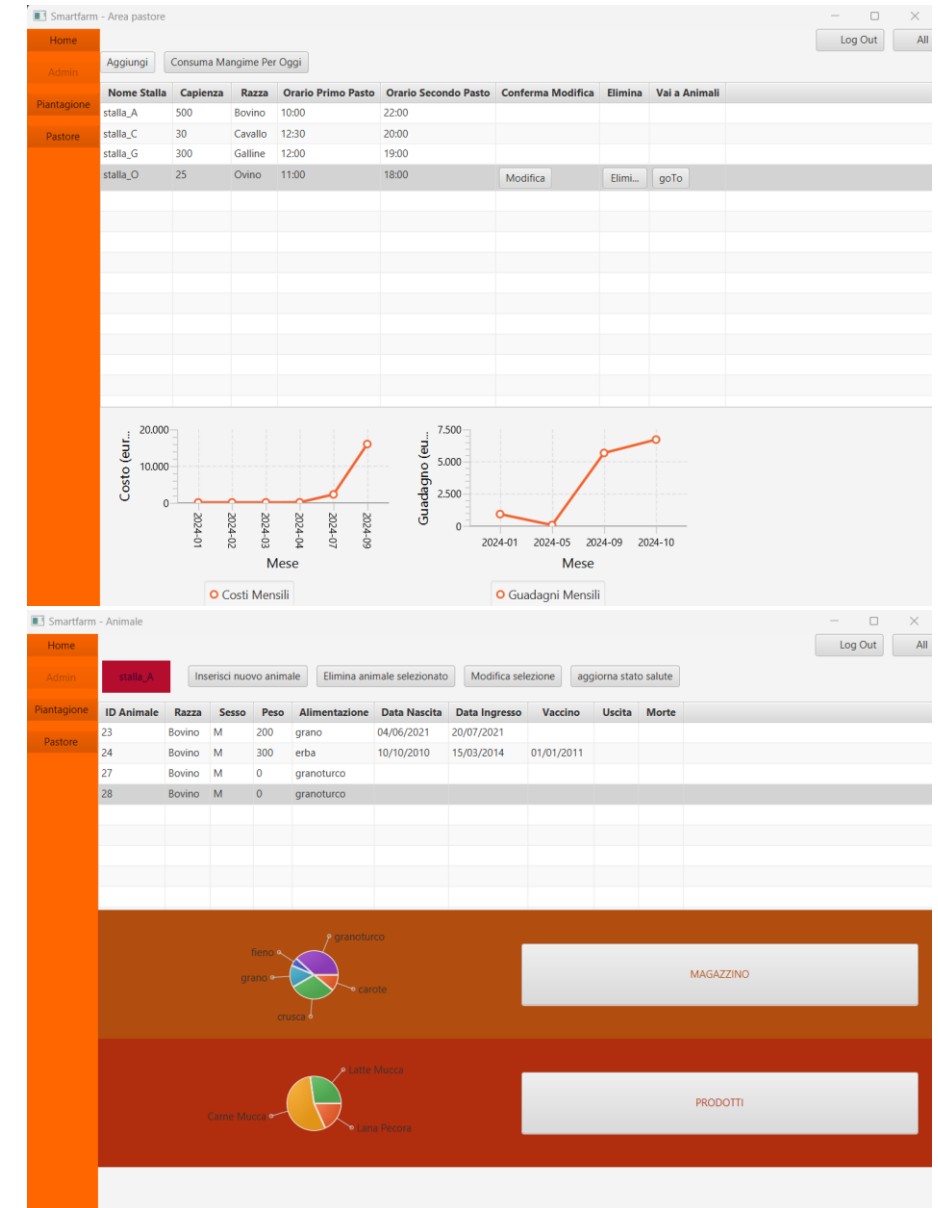 Smartfarm - Area pastore
Home
Log Out
All
Aggiungi
Consuma Mangime Per Oggi
Admin
Piantagione
Pastore
Nome Stalla Capienza Razza Orario Primo Pasto Orario Secondo Pasto Conferma Modifica Elimina Vai a Animali
stalla_A 500 Bovino 10:00 22:00
stalla_C 30 Cavallo 12:30 20:00
stalla_G 300 Galline 12:00 19:00
stalla_O 25 Ovino 11:00 18:00 Modifica Elimi... goTo
Costo (eur...
20.000
10.000
0
2024-01
2024-02
2024-03
2024-04
2024-07
2024-09
Mese
Costi Mensili
Guadagno (eu...
7.500
5.000
2.500
0
2024-01 2024-05 2024-09 2024-10
Mese
Guadagni Mensili
Smartfarm - Animale
Home
Log Out
All
Admin
stalla_A
Inserisci nuovo animale
Elimina animale selezionato
Modifica selezione
aggiorna stato salute
Piantagione
Pastore
ID Animale Razza Sesso Peso Alimentazione Data Nascita Data Ingresso Vaccino Uscita Morte
23 Bovino M 200 grano 04/06/2021 20/07/2021
24 Bovino M 300 erba 10/10/2010 15/03/2014 01/01/2011
27 Bovino M 0 granoturco
28 Bovino M 0 granoturco
granoturco
fieno
grano
carote
crusca
MAGAZZINO
Latte Mucca
Carne Mucca
Lana Pecora
PRODOTTI